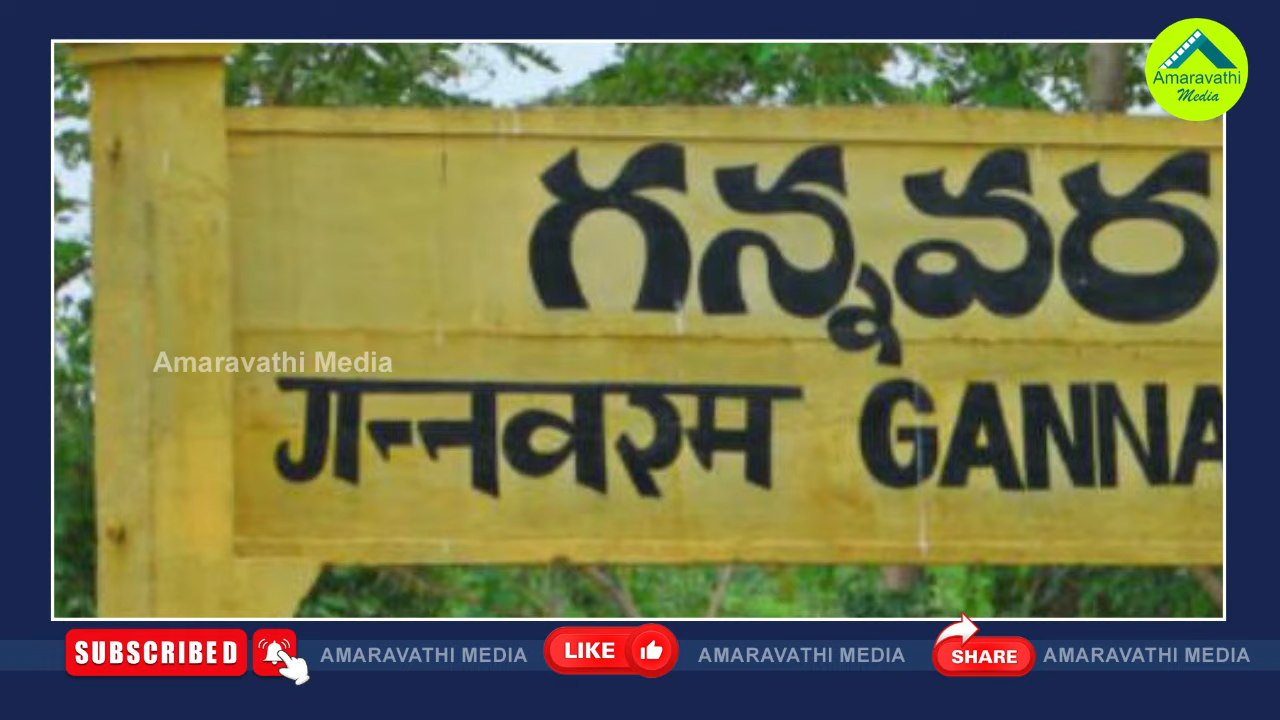 Amaravathi
Media
గన్నవర
Amaravathi Media
गन्नवरम GANNA
SUBSCRIBED AMARAVATHI MEDIA LIKE AMARAVATHI MEDIA SHARE AMARAVATHI MEDIA